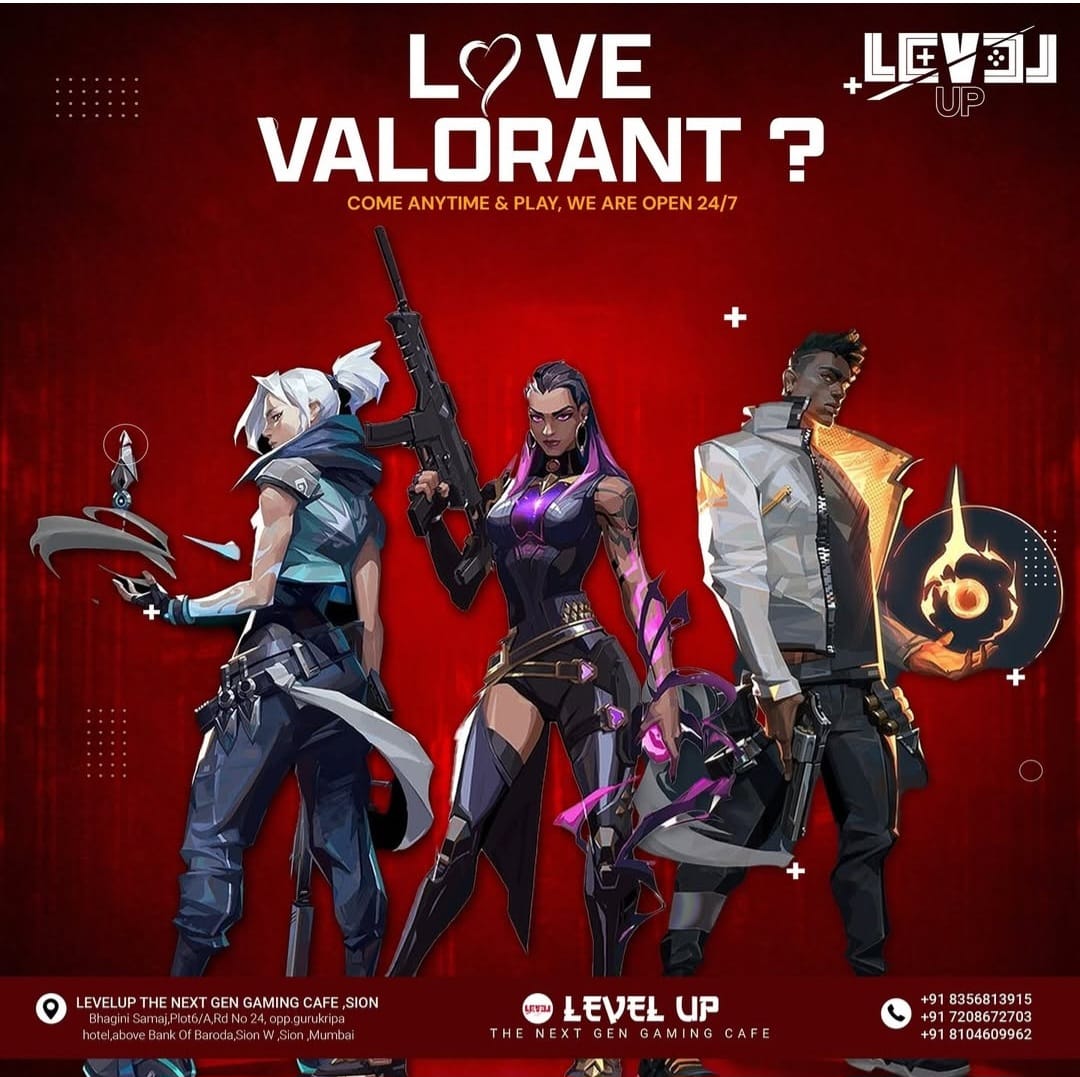 LOVE
VALORANT ?
COME ANYTIME & PLAY, WE ARE OPEN 24/7
LEVEL
UP
LEVELUP THE NEXT GEN GAMING CAFE ,SION
Bhagini Samaj,Plot6/A,Rd No 24, opp.gurukripa
hotel,above Bank Of Baroda,Sion W ,Sion ,Mumbai
LEVEL
LEVEL UP
THE NEXT GEN GAMING CAFE
+91 8356813915
+91 7208672703
+91 8104609962